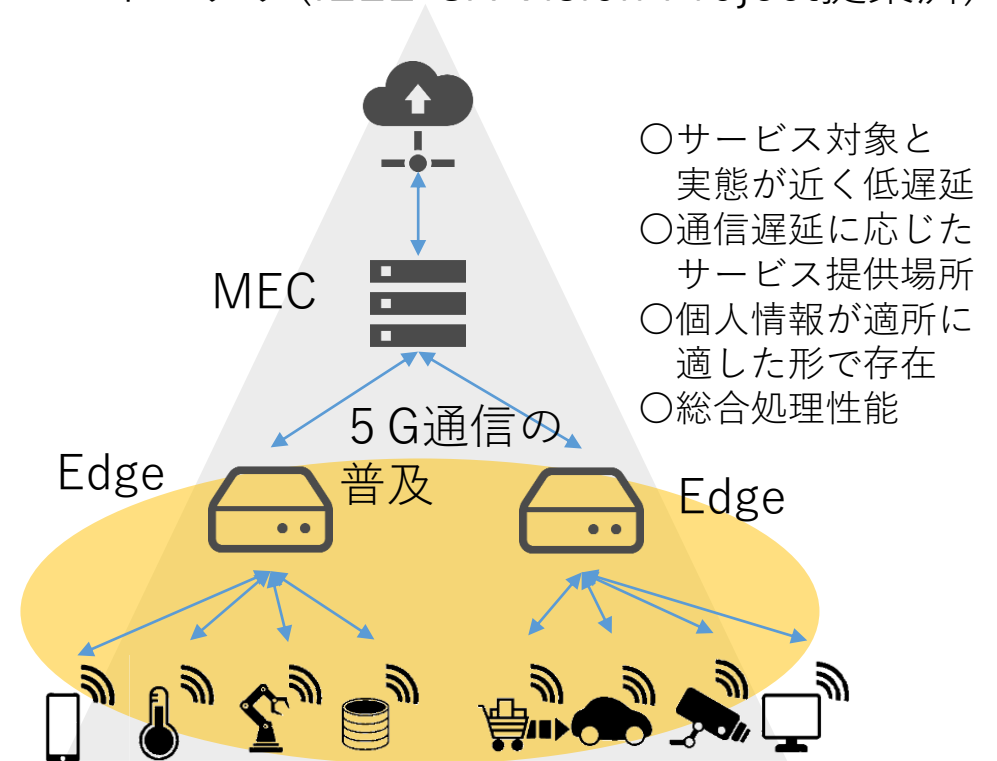 ○サービス対象と
実態が近く低遅延
○通信遅延に応じた
サービス提供場所
○個人情報が適所に
適した形で存在
○総合処理性能
MEC
５G通信の
普及
Edge
Edge